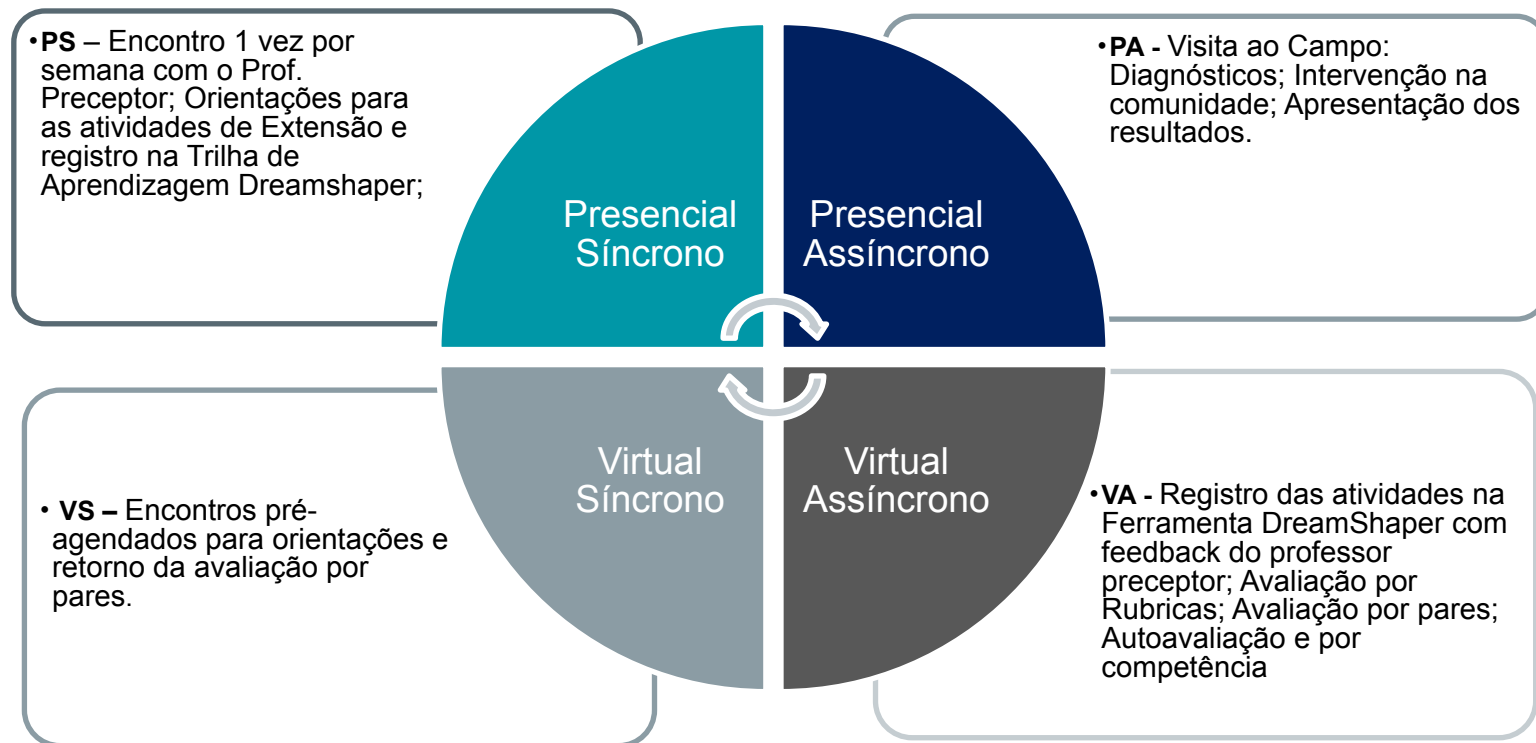 •PS – Encontro 1 vez por
semana com o Prof.
Preceptor; Orientações para
as atividades de Extensão e
registro na Trilha de
Aprendizagem Dreamshaper;
•PA - Visita ao Campo:
Diagnósticos; Intervenção na
comunidade; Apresentação dos
resultados.
Presencial
Síncrono
Presencial
Assíncrono
Virtual
Síncrono
Virtual
Assíncrono
• VS – Encontros pré-
agendados para orientações e
retorno da avaliação por
pares.
•VA - Registro das atividades na
Ferramenta DreamShaper com
feedback do professor
preceptor; Avaliação por
Rubricas; Avaliação por pares;
Autoavaliação e por
competência